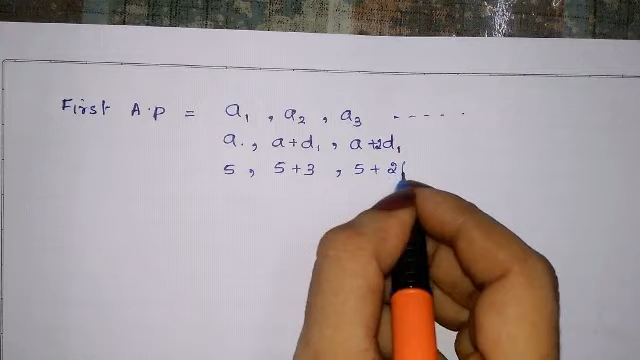 First A.P = a₁ , a₂ , a₃ ......
a. , a+d₁ , a+2d₁
5 , 5+3 , 5+2(